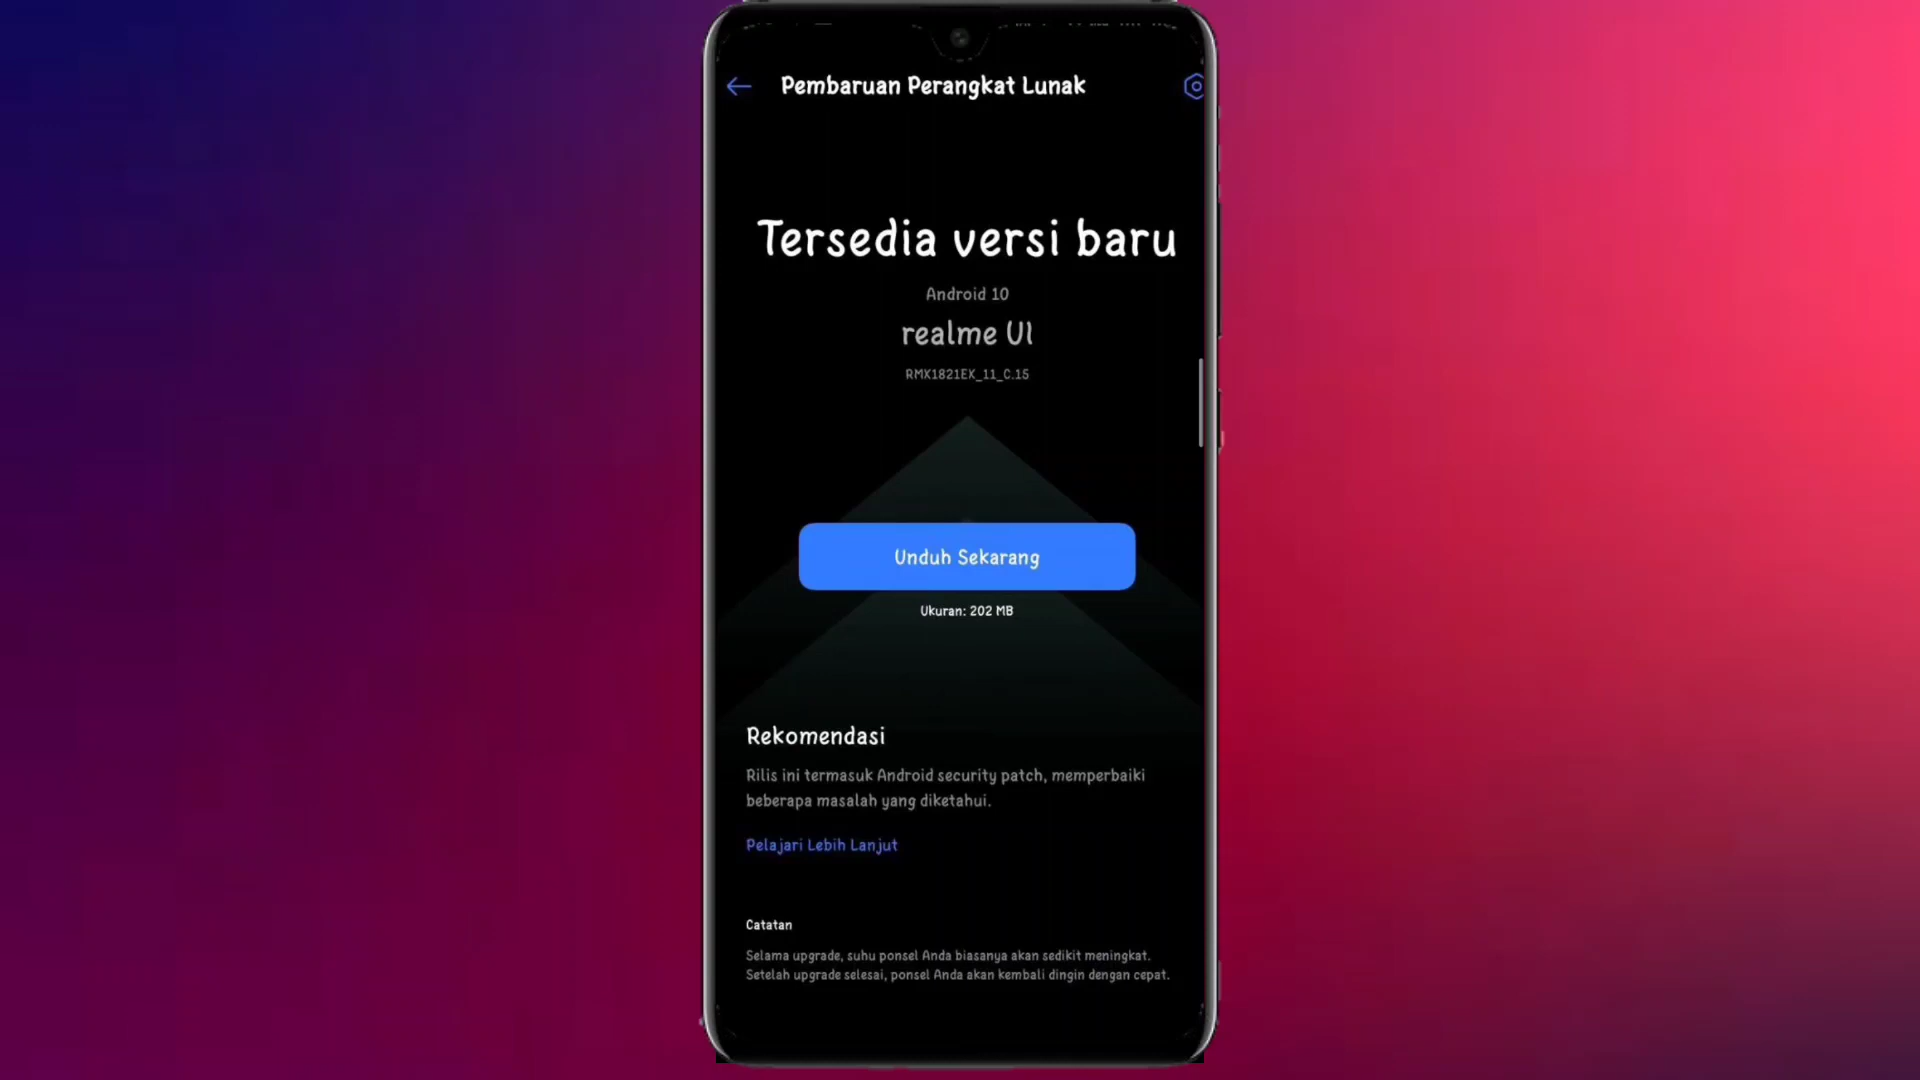 Pembaruan Perangkat Lunak
Tersedia versi baru
Android 10
realme UI
RMX1821EX_11_C.15
Unduh Sekarang
Ukuran: 202 MB
Rekomendasi
Rilis ini termasuk Android security patch, memperbaiki
beberapa masalah yang diketahui.
Pelajari Lebih Lanjut
Catatan
Selama upgrade, suhu ponsel Anda biasanya akan sedikit meningkat.
Setelah upgrade selesai, ponsel Anda akan kembali dingin dengan cepat.